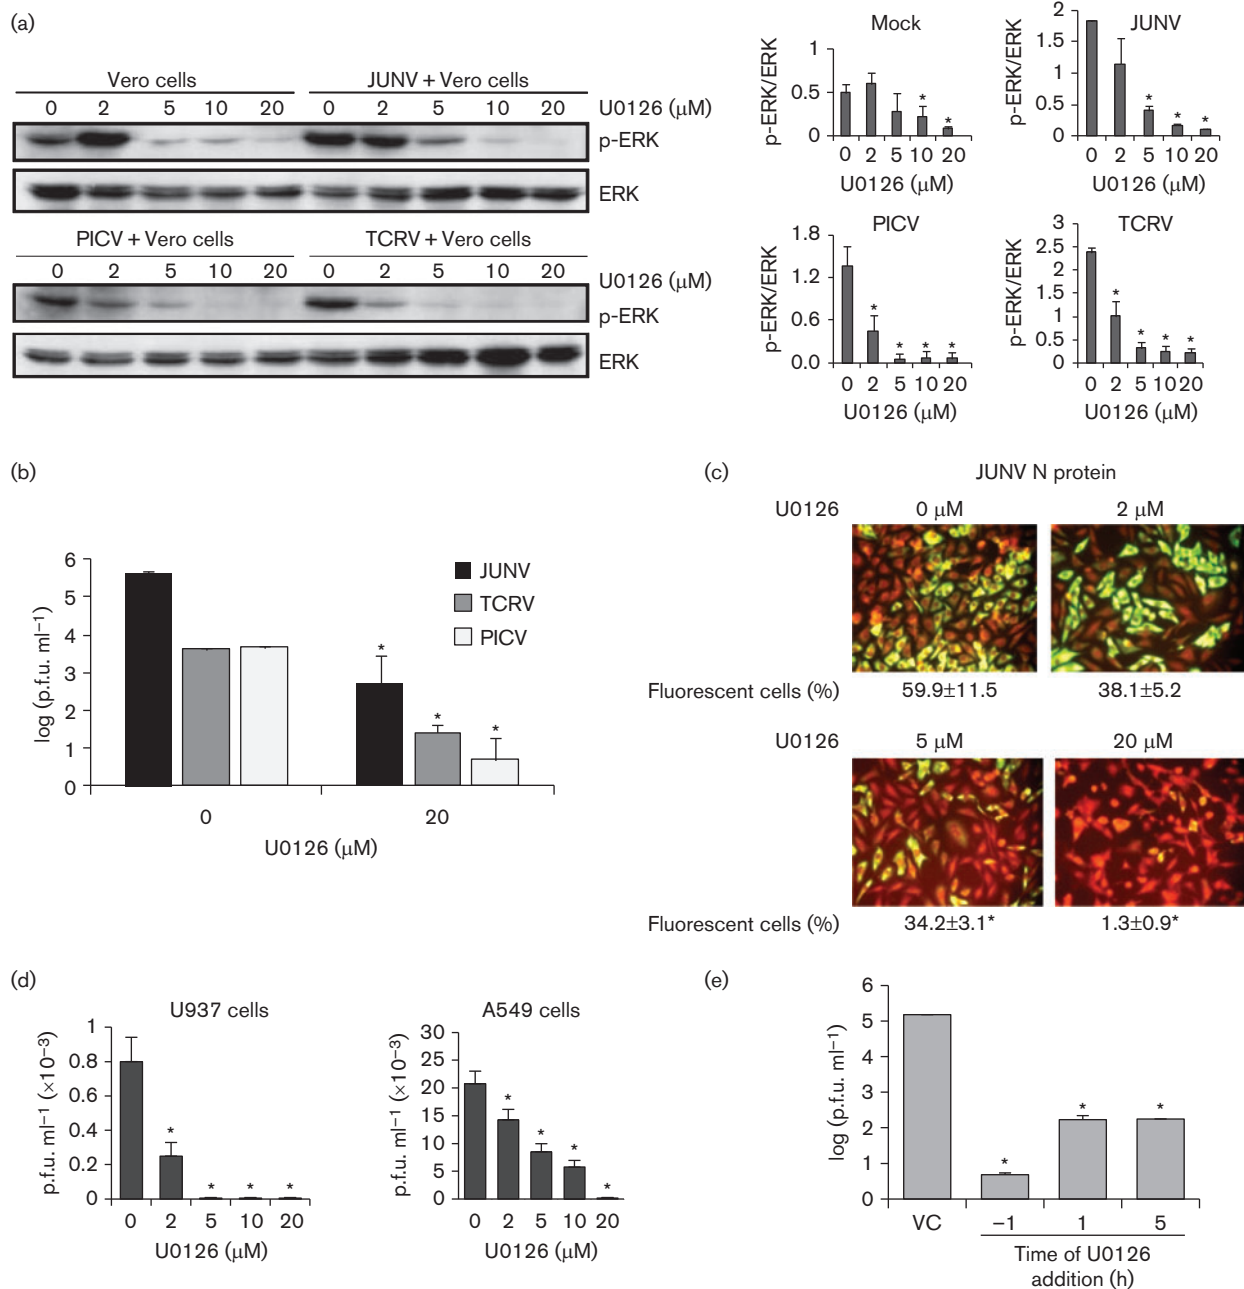 (a)
Vero cells
JUNV + Vero cells
0 2 5 10 20 0 2 5 10 20 U0126 (µM)
p-ERK
ERK
PICV + Vero cells
TCRV + Vero cells
0 2 5 10 20 0 2 5 10 20 U0126 (µM)
p-ERK
ERK
Mock
p-ERK/ERK
1
0.5
0
0 2 5 10 20
U0126 (µM)
JUNV
p-ERK/ERK
2
1.5
1
0.5
0
0 2 5 10 20
U0126 (µM)
* *
* * *
PICV
p-ERK/ERK
1.8
1.2
0.6
0.0
0 2 5 10 20
U0126 (µM)
* * * *
TCRV
p-ERK/ERK
3
2.5
2
1
0.5
0
0 2 5 10 20
U0126 (µM)
* * * *
(b)
log (p.f.u. ml⁻¹)
6
5
4
3
2
1
0
JUNV
TCRV
PICV
* * *
0 20
U0126 (µM)
(c)
JUNV N protein
U0126 0 µM 2 µM
Fluorescent cells (%) 59.9±11.5 38.1±5.2
U0126 5 µM 20 µM
Fluorescent cells (%) 34.2±3.1* 1.3±0.9*
(d)
U937 cells
p.f.u. ml⁻¹ (×10⁻³)
1
0.8
0.6
0.4
0.2
0
* * * *
0 2 5 10 20
U0126 (µM)
A549 cells
p.f.u. ml⁻¹ (×10⁻³)
30
25
20
15
10
5
0
* * * *
0 2 5 10 20
U0126 (µM)
(e)
log (p.f.u. ml⁻¹)
6
5
4
3
2
1
0
* * *
VC −1 1 5
Time of U0126
addition (h)